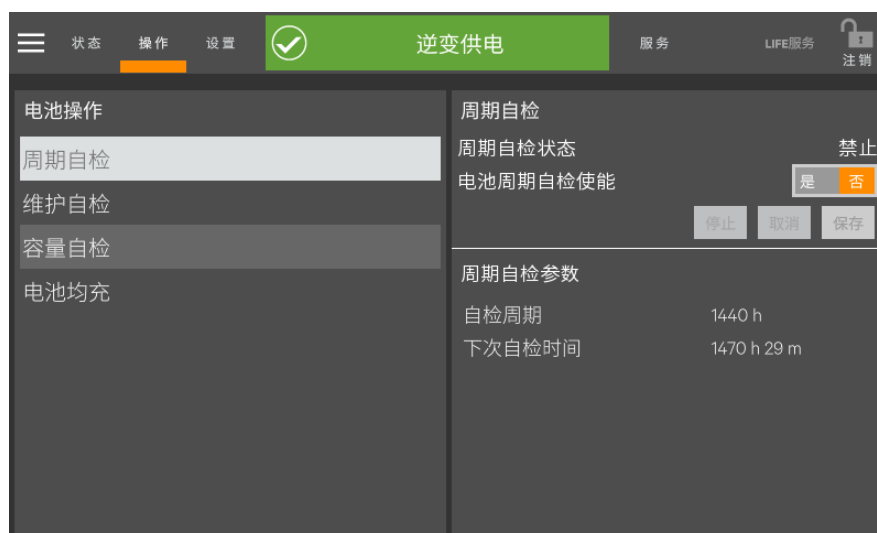 状态 操作 设置 逆变供电 服务 LIFE服务 注销
电池操作
周期自检
维护自检
容量自检
电池均充
周期自检
周期自检状态 禁止
电池周期自检使能 是 否
停止 取消 保存
周期自检参数
自检周期 1440 h
下次自检时间 1470 h 29 m